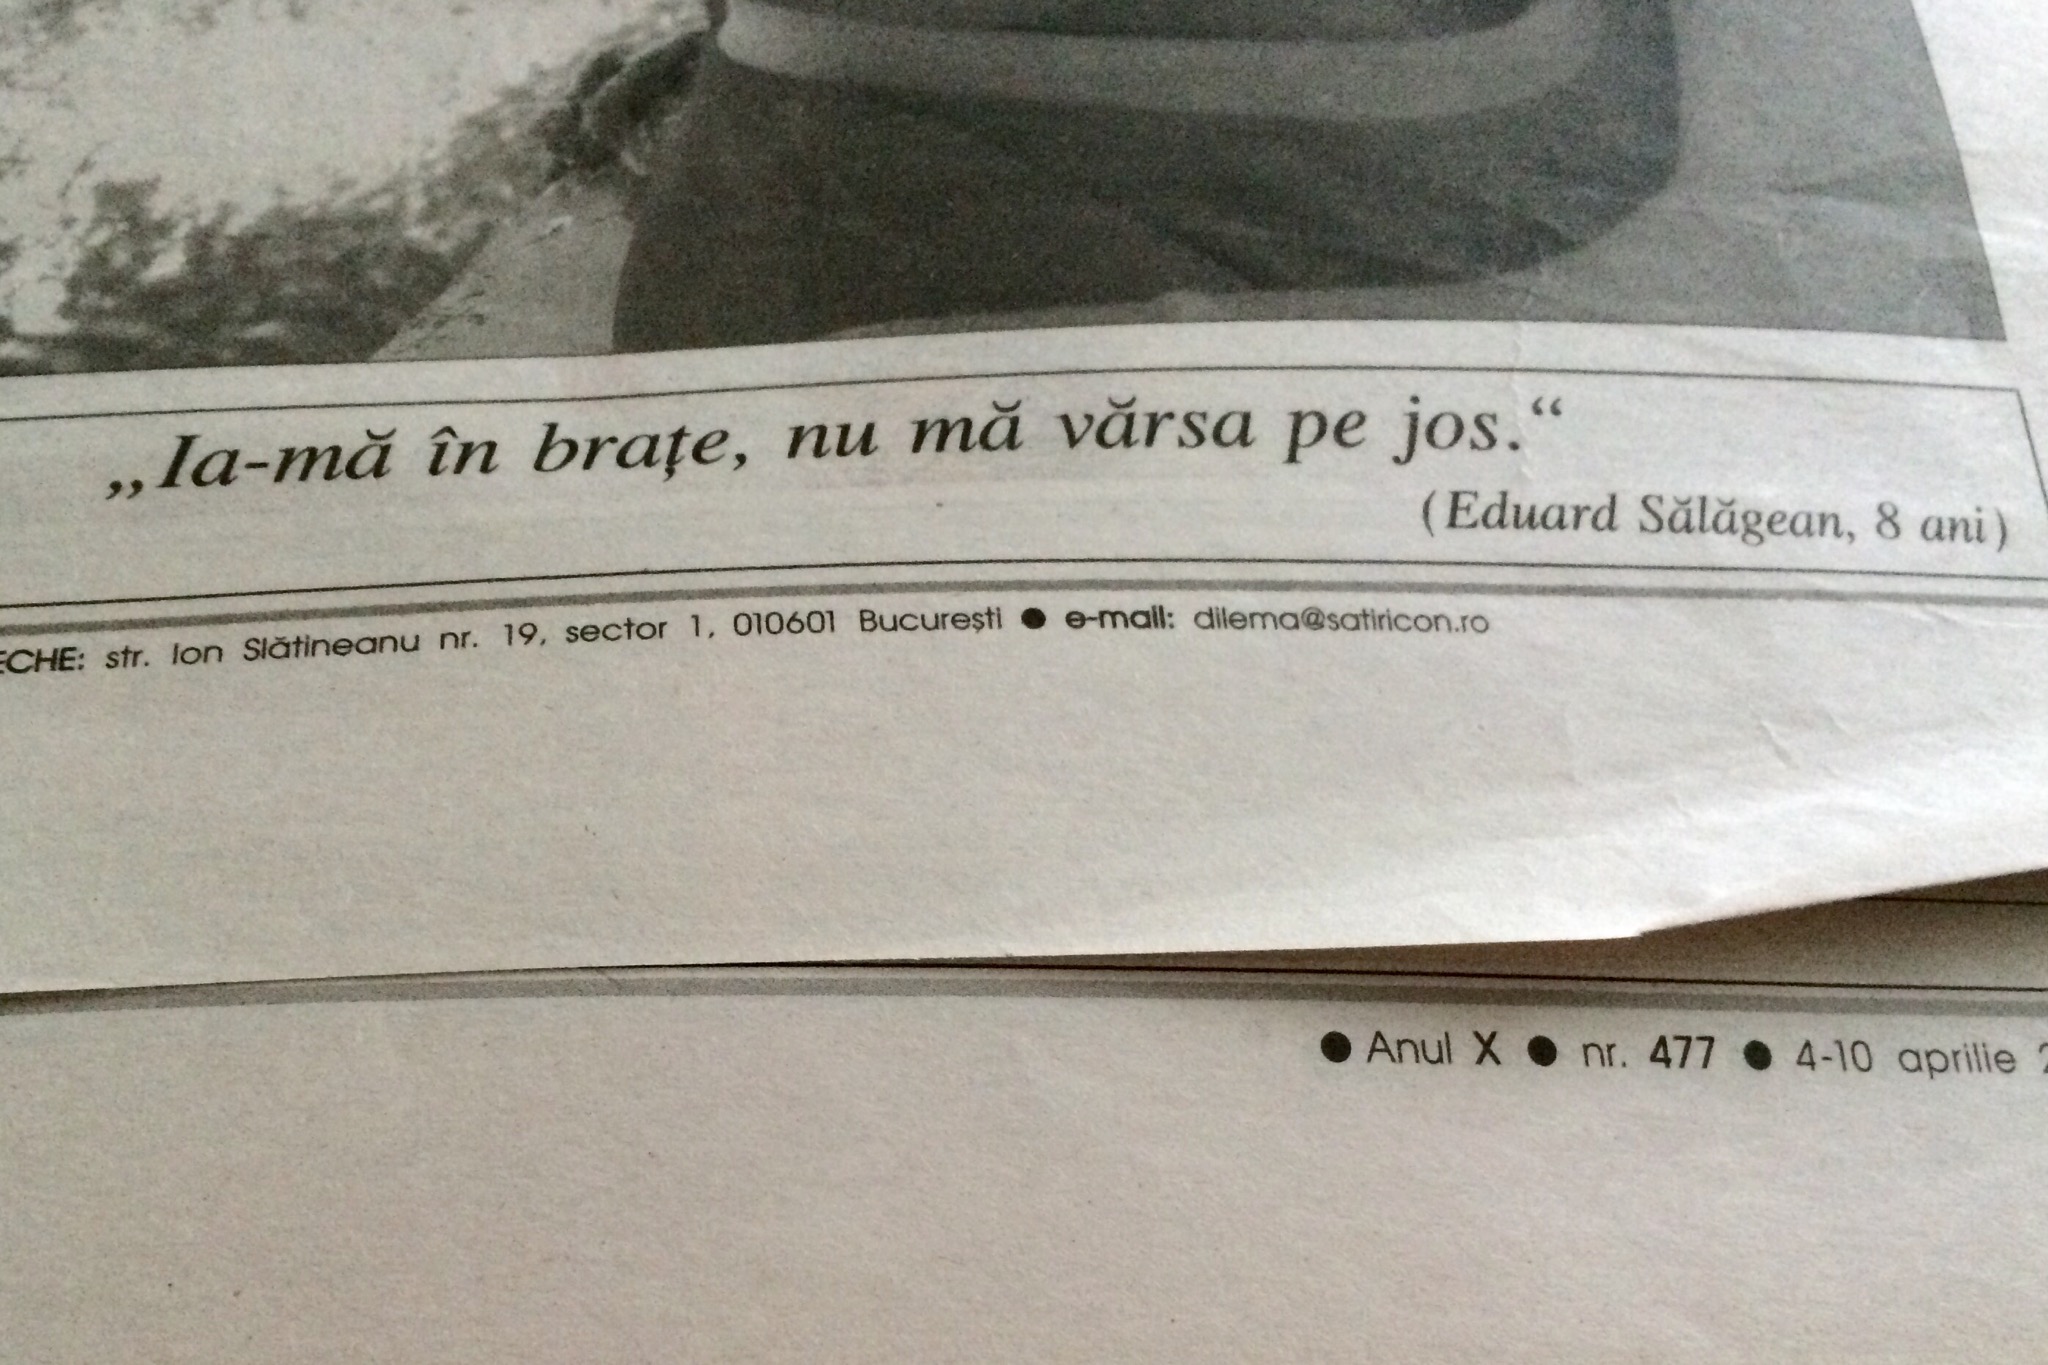 „Ia-mă în brațe, nu mă vărsa pe jos.“
(Eduard Sălăgean, 8 ani)
str. Ion Slătineanu nr. 19, sector 1, 010601 București ● e-mail: dilema@satiricon.ro
● Anul X ● nr. 477 ● 4-10 aprilie